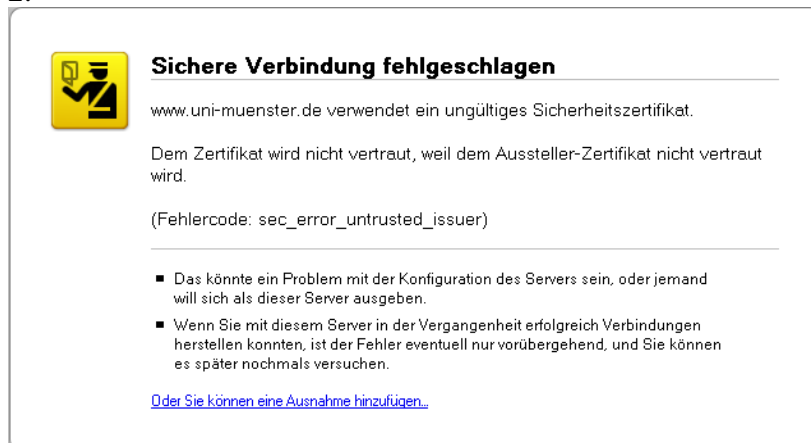 Sichere Verbindung fehlgeschlagen
www.uni-muenster.de verwendet ein ungültiges Sicherheitszertifikat.
Dem Zertifikat wird nicht vertraut, weil dem Aussteller-Zertifikat nicht vertraut
wird.
(Fehlercode: sec_error_untrusted_issuer)
Das könnte ein Problem mit der Konfiguration des Servers sein, oder jemand
will sich als dieser Server ausgeben.
Wenn Sie mit diesem Server in der Vergangenheit erfolgreich Verbindungen
herstellen konnten, ist der Fehler eventuell nur vorübergehend, und Sie können
es später nochmals versuchen.
Oder Sie können eine Ausnahme hinzufügen…